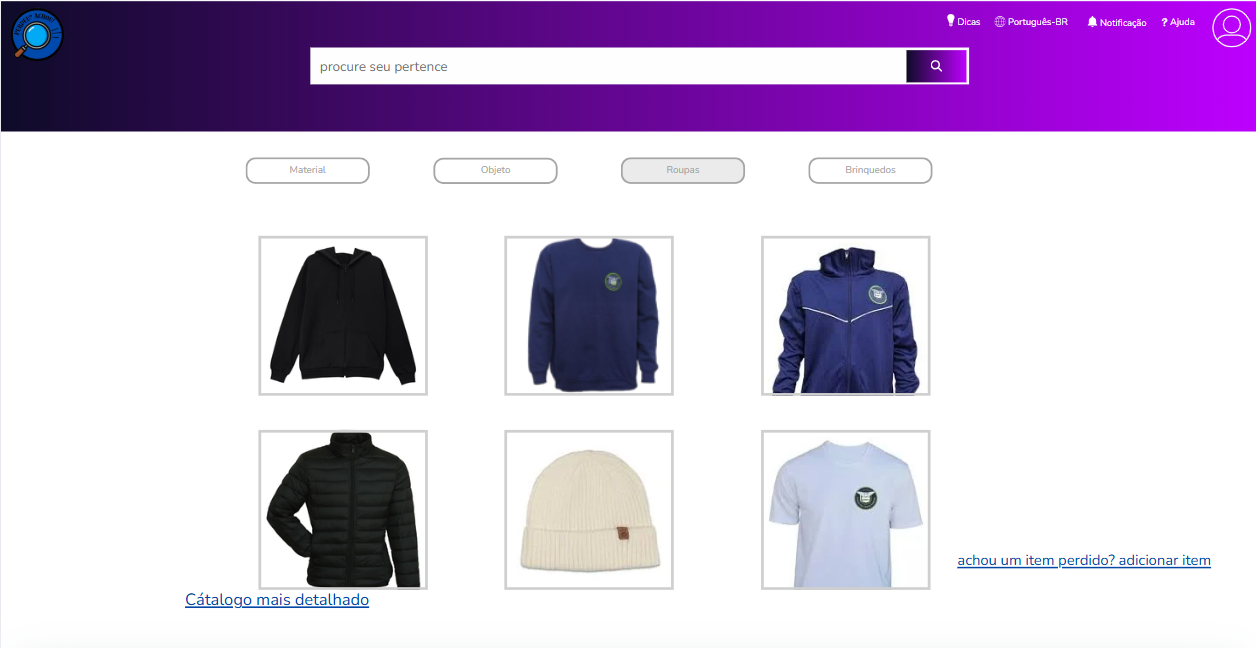 Dicas
Português-BR
Notificação
? Ajuda
procure seu pertence
Material
Objeto
Roupas
Brinquedos
achou um item perdido? adicionar item
Cátalogo mais detalhado